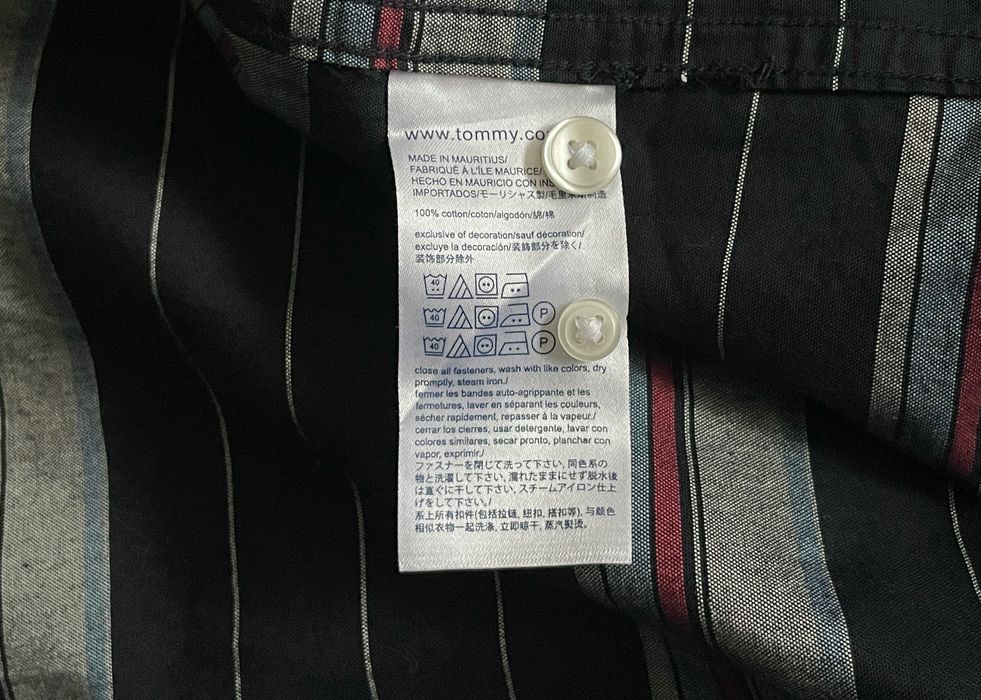 www.tommy.co
MADE IN MAURITIUS/
FABRIQUÉ À L'ÎLE MAURICE/
HECHO EN MAURICIO CON INS
IMPORTADOS/モーリシャス製/毛里求斯制造
100% cotton/coton/algodón/綿/棉
exclusive of decoration/sauf décoration/
excluye la decoración/装飾部分を除く/
装饰部分除外
40
40 P
40 P
close all fasteners, wash with like colors, dry
promptly, steam iron./
fermer les bandes auto-agrippante et les
fermetures, laver en séparant les couleurs,
sécher rapidement, repasser à la vapeur./
cerrar los cierres, usar detergente, lavar con
colores similares, secar pronto, planchar con
vapor, exprimir./
ファスナーを閉じて洗って下さい, 同色系の
物と洗濯して下さい, 濡れたままにせず脱水後
は直ぐに干して下さい, スチームアイロン仕上
げをして下さい。/
系上所有扣件(包括拉链, 纽扣, 搭扣等), 与颜色
相似衣物一起洗涤, 立即晾干, 蒸汽熨烫。